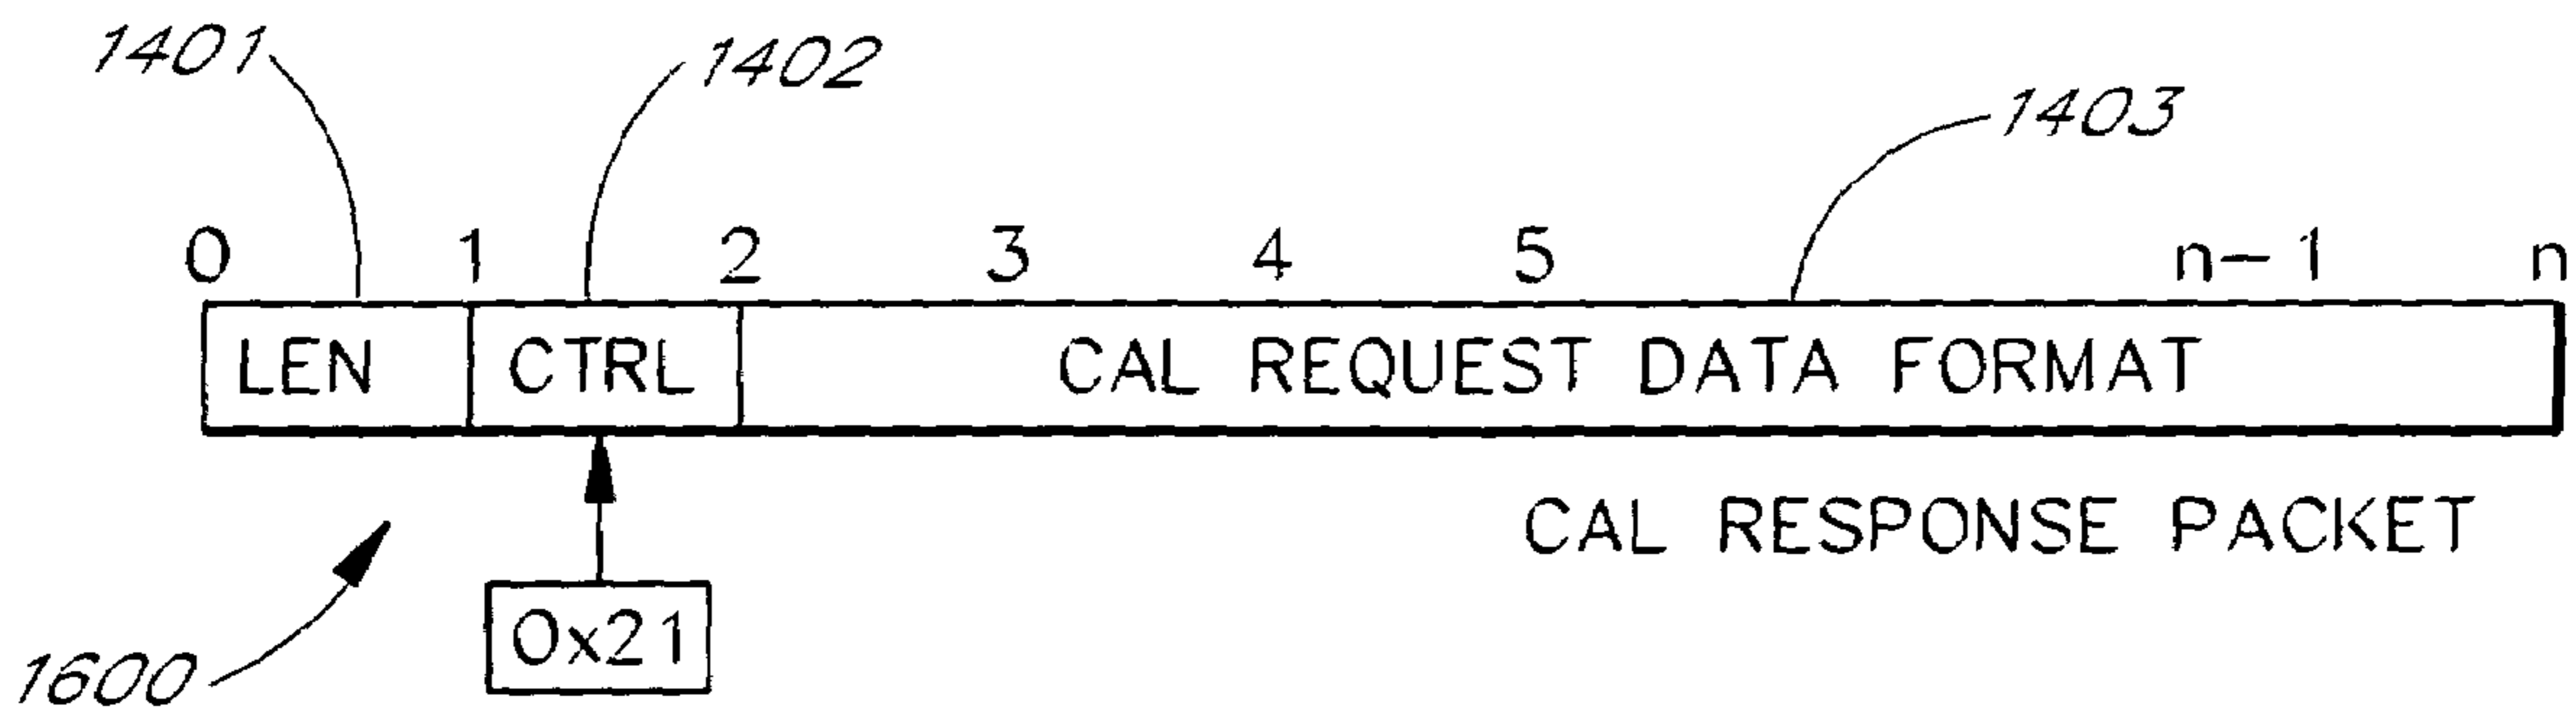 1401 1402 1403
0 1 2 3 4 5 n-1 n
LEN CTRL CAL REQUEST DATA FORMAT
CAL RESPONSE PACKET
0x21
1600